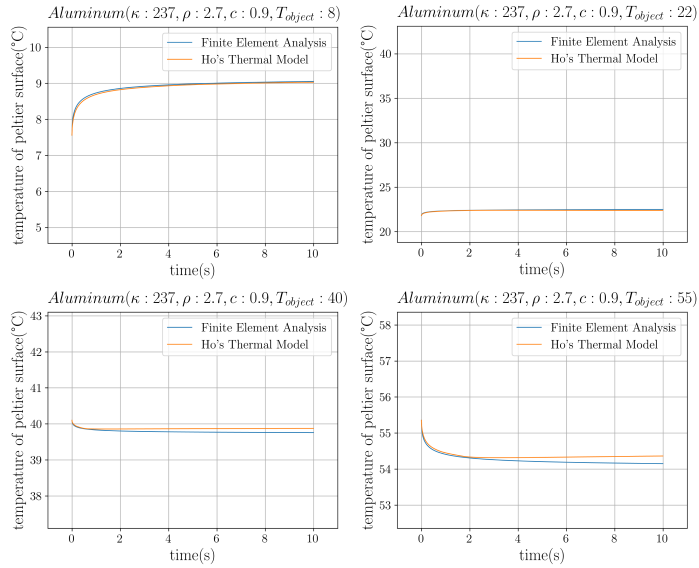 Aluminum(κ : 237, ρ : 2.7, c : 0.9, T_object : 8)
temperature of peltier surface(°C)
10
9
8
7
6
5
Finite Element Analysis
Ho's Thermal Model
0 2 4 6 8 10
time(s)
Aluminum(κ : 237, ρ : 2.7, c : 0.9, T_object : 22)
temperature of peltier surface(°C)
40
35
30
25
20
Finite Element Analysis
Ho's Thermal Model
0 2 4 6 8 10
time(s)
Aluminum(κ : 237, ρ : 2.7, c : 0.9, T_object : 40)
temperature of peltier surface(°C)
43
42
41
40
39
38
Finite Element Analysis
Ho's Thermal Model
0 2 4 6 8 10
time(s)
Aluminum(κ : 237, ρ : 2.7, c : 0.9, T_object : 55)
temperature of peltier surface(°C)
58
57
56
55
54
53
Finite Element Analysis
Ho's Thermal Model
0 2 4 6 8 10
time(s)